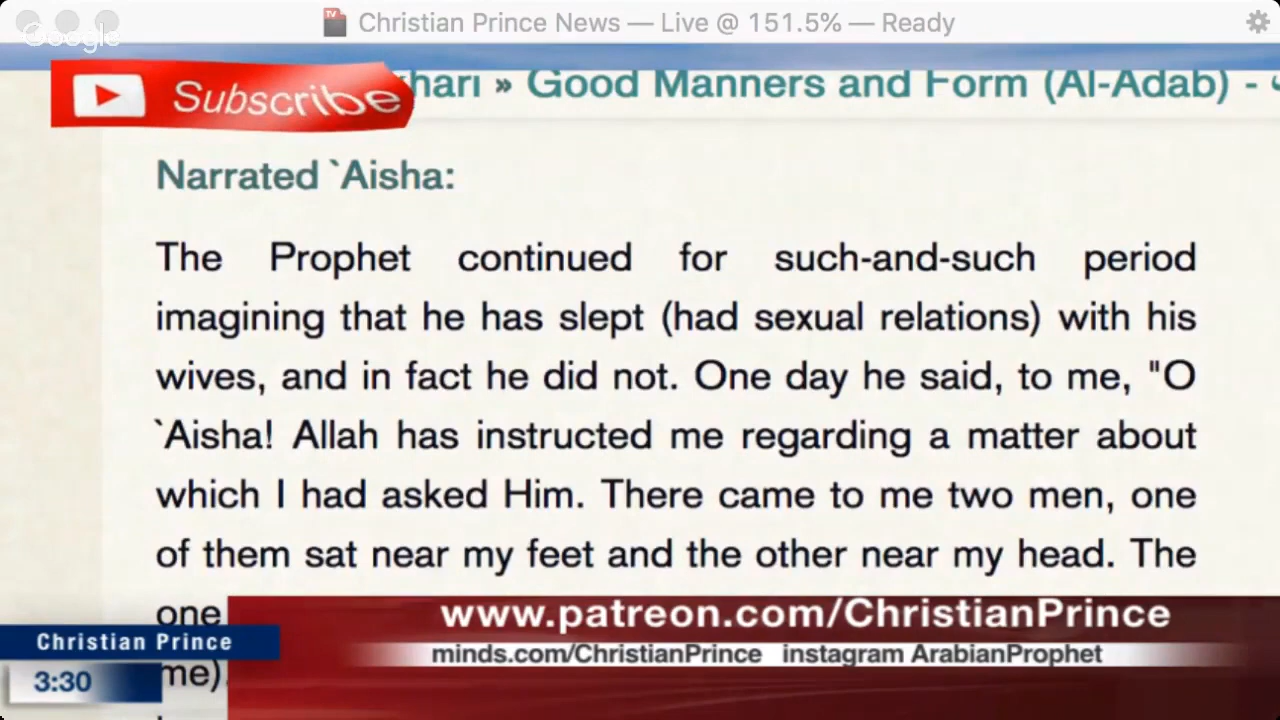 Christian Prince News — Live @ 151.5% — Ready
Google
Subscribe
khari » Good Manners and Form (Al-Adab) -
Narrated `Aisha:
The Prophet continued for such-and-such period
imagining that he has slept (had sexual relations) with his
wives, and in fact he did not. One day he said, to me, "O
`Aisha! Allah has instructed me regarding a matter about
which I had asked Him. There came to me two men, one
of them sat near my feet and the other near my head. The
one
www.patreon.com/ChristianPrince
Christian Prince
minds.com/ChristianPrince instagram ArabianProphet
3:30
me)